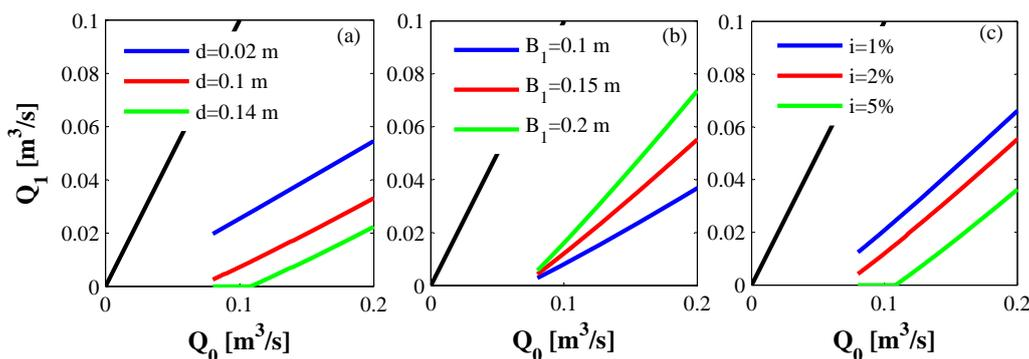 0.1
0.08
0.06
0.04
0.02
0
0
0.1
0.2
Q₁ [m³/s]
Q₀ [m³/s]
(a)
d=0.02 m
d=0.1 m
d=0.14 m
0.1
0.08
0.06
0.04
0.02
0
0
0.1
0.2
Q₀ [m³/s]
(b)
B₁=0.1 m
B₁=0.15 m
B₁=0.2 m
0.1
0.08
0.06
0.04
0.02
0
0
0.1
0.2
Q₀ [m³/s]
(c)
i=1%
i=2%
i=5%